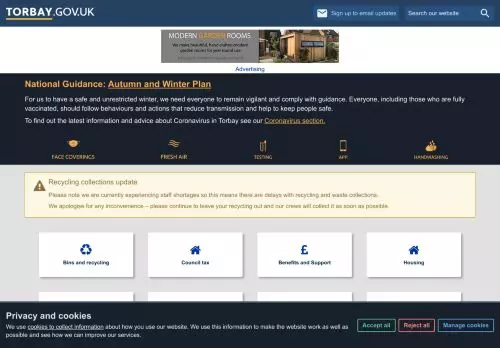 TORBAY.GOV.UK
Sign up to email updates
Search our website
MODERN GARDEN ROOMS
We make beautiful, hand crafted modern
garden rooms for year round use.
Advertising
National Guidance: Autumn and Winter Plan
For us to have a safe and unrestricted winter, we need everyone to remain vigilant and comply with guidance. Everyone, including those who are fully
vaccinated, should follow behaviours and actions that reduce transmission and help to keep people safe.
To find out the latest information and advice about Coronavirus in Torbay see our Coronavirus section.
FACE COVERINGS
FRESH AIR
TESTING
APP
HANDWASHING
Recycling collections update
Please note we are currently experiencing staff shortages so this means there are delays with recycling and waste collections.
We apologise for any inconvenience – please continue to leave your recycling out and our crews will collect it as soon as possible.
Bins and recycling
Council tax
Benefits and Support
Housing
Privacy and cookies
We use cookies to collect information about how you use our website. We use this information to make the website work as well as
possible and see how we can improve our services.
Accept all
Reject all
Manage cookies